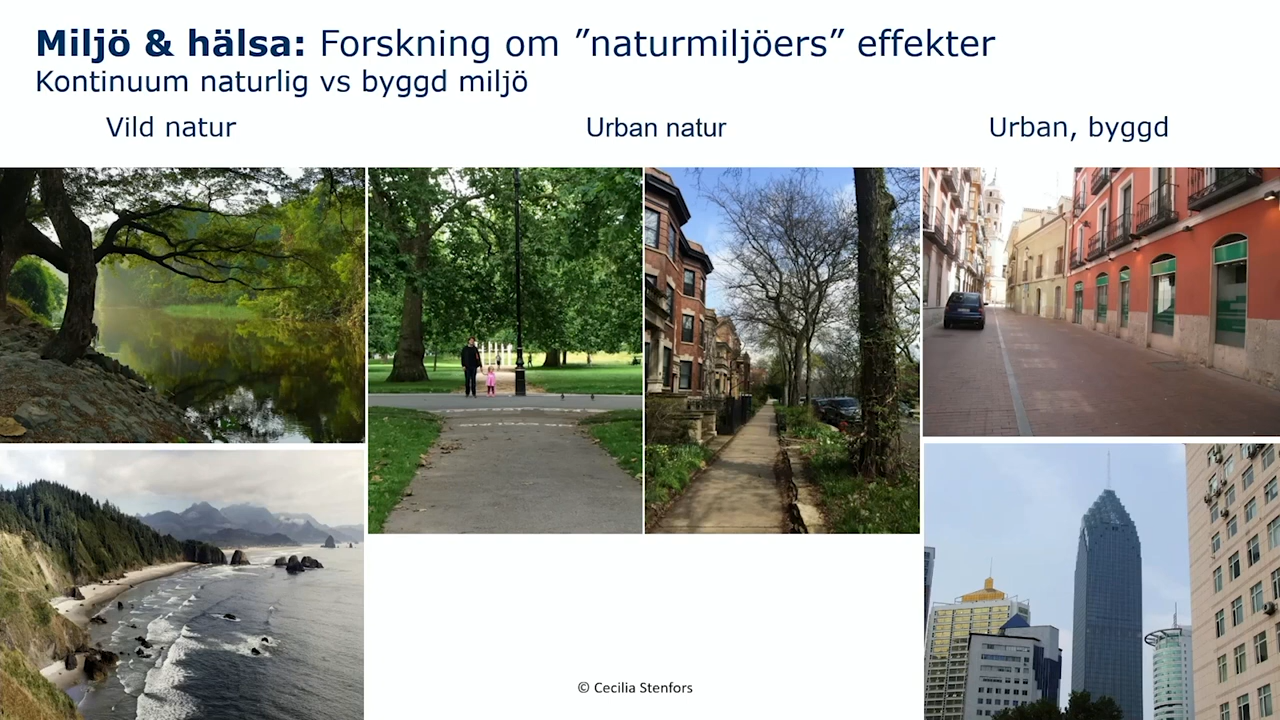 Miljö & hälsa: Forskning om ”naturmiljöers” effekter
Kontinuum naturlig vs byggd miljö
Vild natur
Urban natur
Urban, byggd
© Cecilia Stenfors